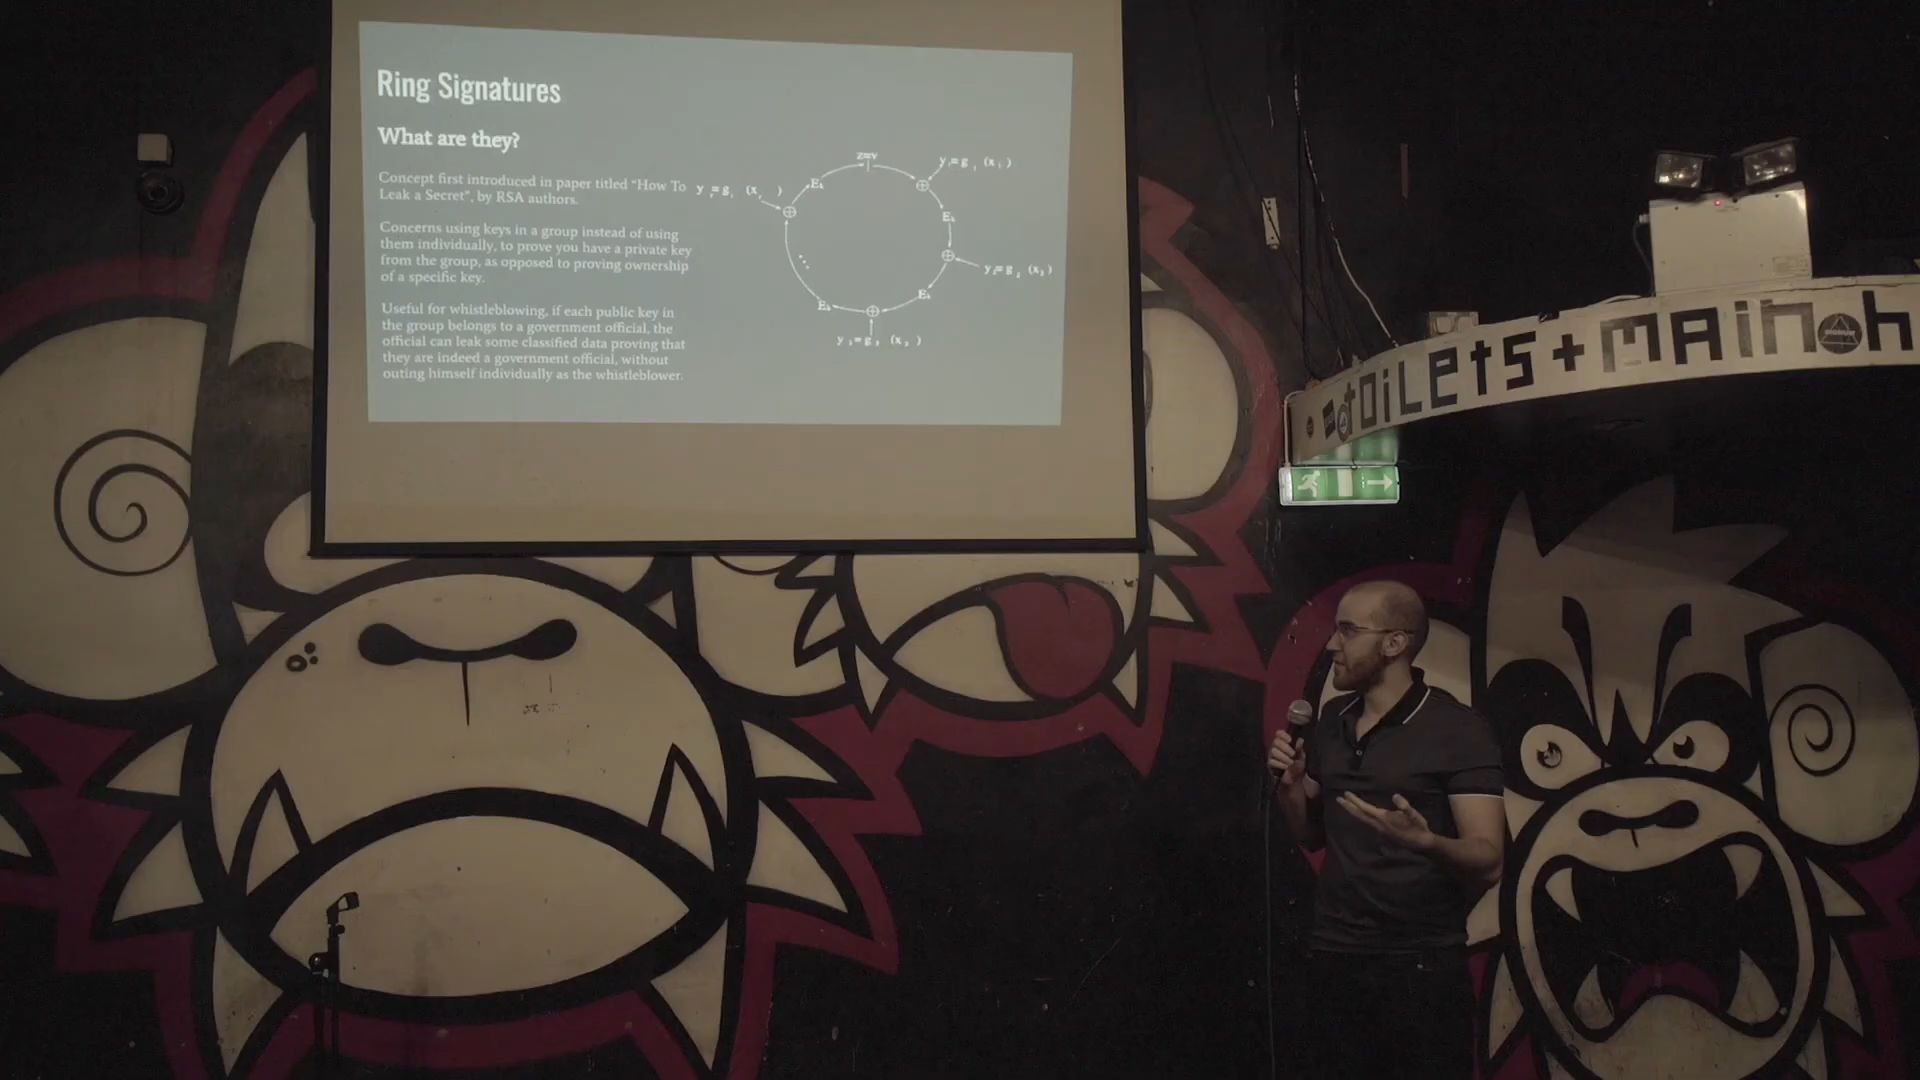 Ring Signatures
What are they?
Concept first introduced in paper titled "How To
Leak a Secret", by RSA authors.
Concerns using keys in a group instead of using
them individually, to prove you have a private key
from the group, as opposed to proving ownership
of a specific key.
Useful for whistleblowing, if each public key in
the group belongs to a government official, the
official can leak some classified data proving that
they are indeed a government official, without
outing himself individually as the whistleblower.
z=v
toilets + main h